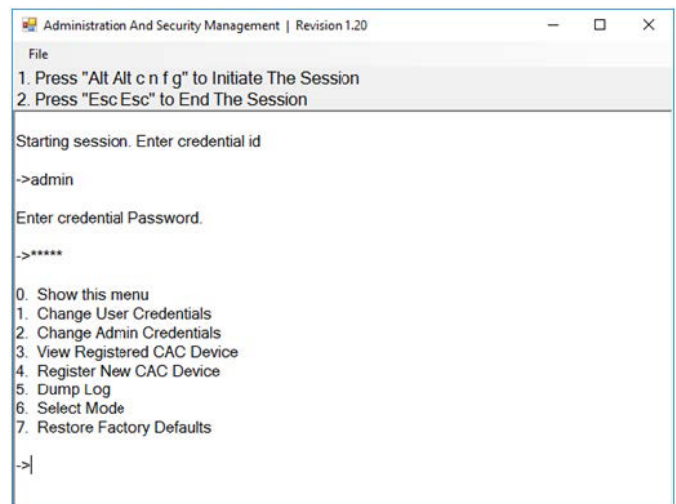 Administration And Security Management | Revision 1.20
File
1. Press "Alt Alt c n f g" to Initiate The Session
2. Press "Esc Esc" to End The Session
Starting session. Enter credential id
->admin
Enter credential Password.
->*****
0. Show this menu
1. Change User Credentials
2. Change Admin Credentials
3. View Registered CAC Device
4. Register New CAC Device
5. Dump Log
6. Select Mode
7. Restore Factory Defaults
->